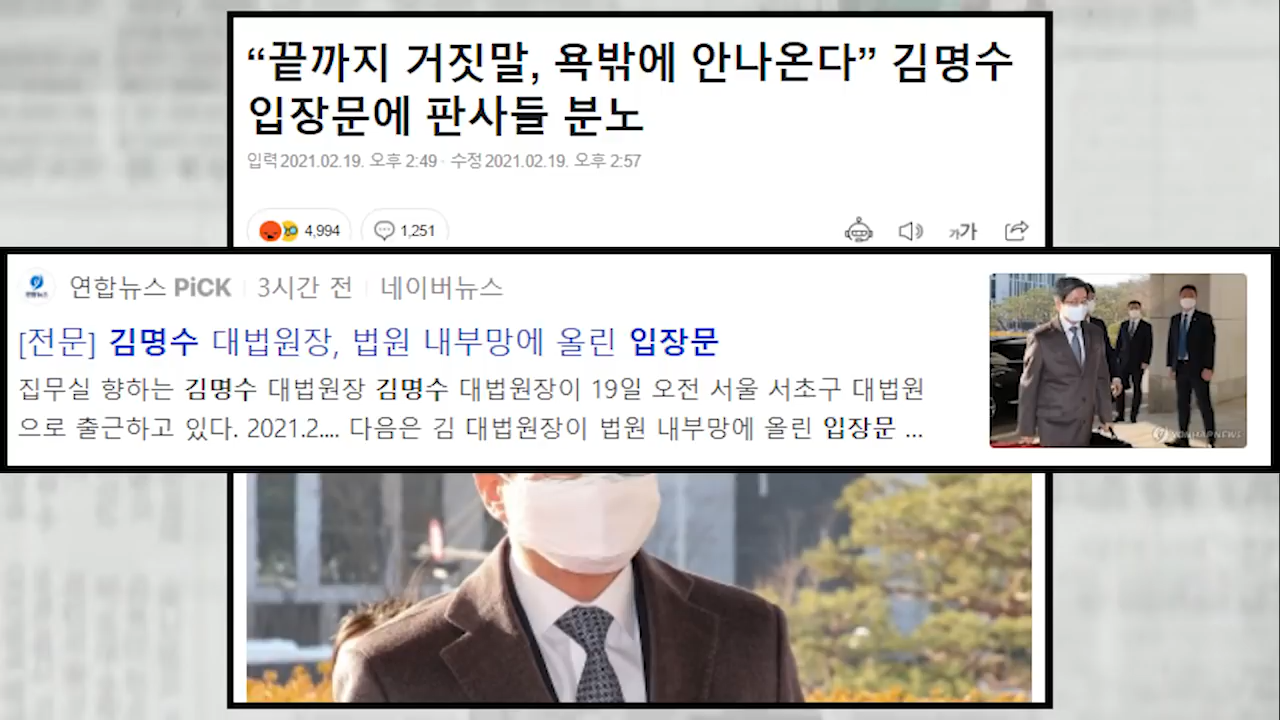 “끝까지 거짓말, 욕밖에 안나온다” 김명수
입장문에 판사들 분노
입력 2021.02.19. 오후 2:49 · 수정 2021.02.19. 오후 2:57
4,994 1,251 가가
연합뉴스 PiCK 3시간 전 네이버뉴스
[전문] 김명수 대법원장, 법원 내부망에 올린 입장문
집무실 향하는 김명수 대법원장 김명수 대법원장이 19일 오전 서울 서초구 대법원
으로 출근하고 있다. 2021.2.... 다음은 김 대법원장이 법원 내부망에 올린 입장문 ...
YONHAPNEWS